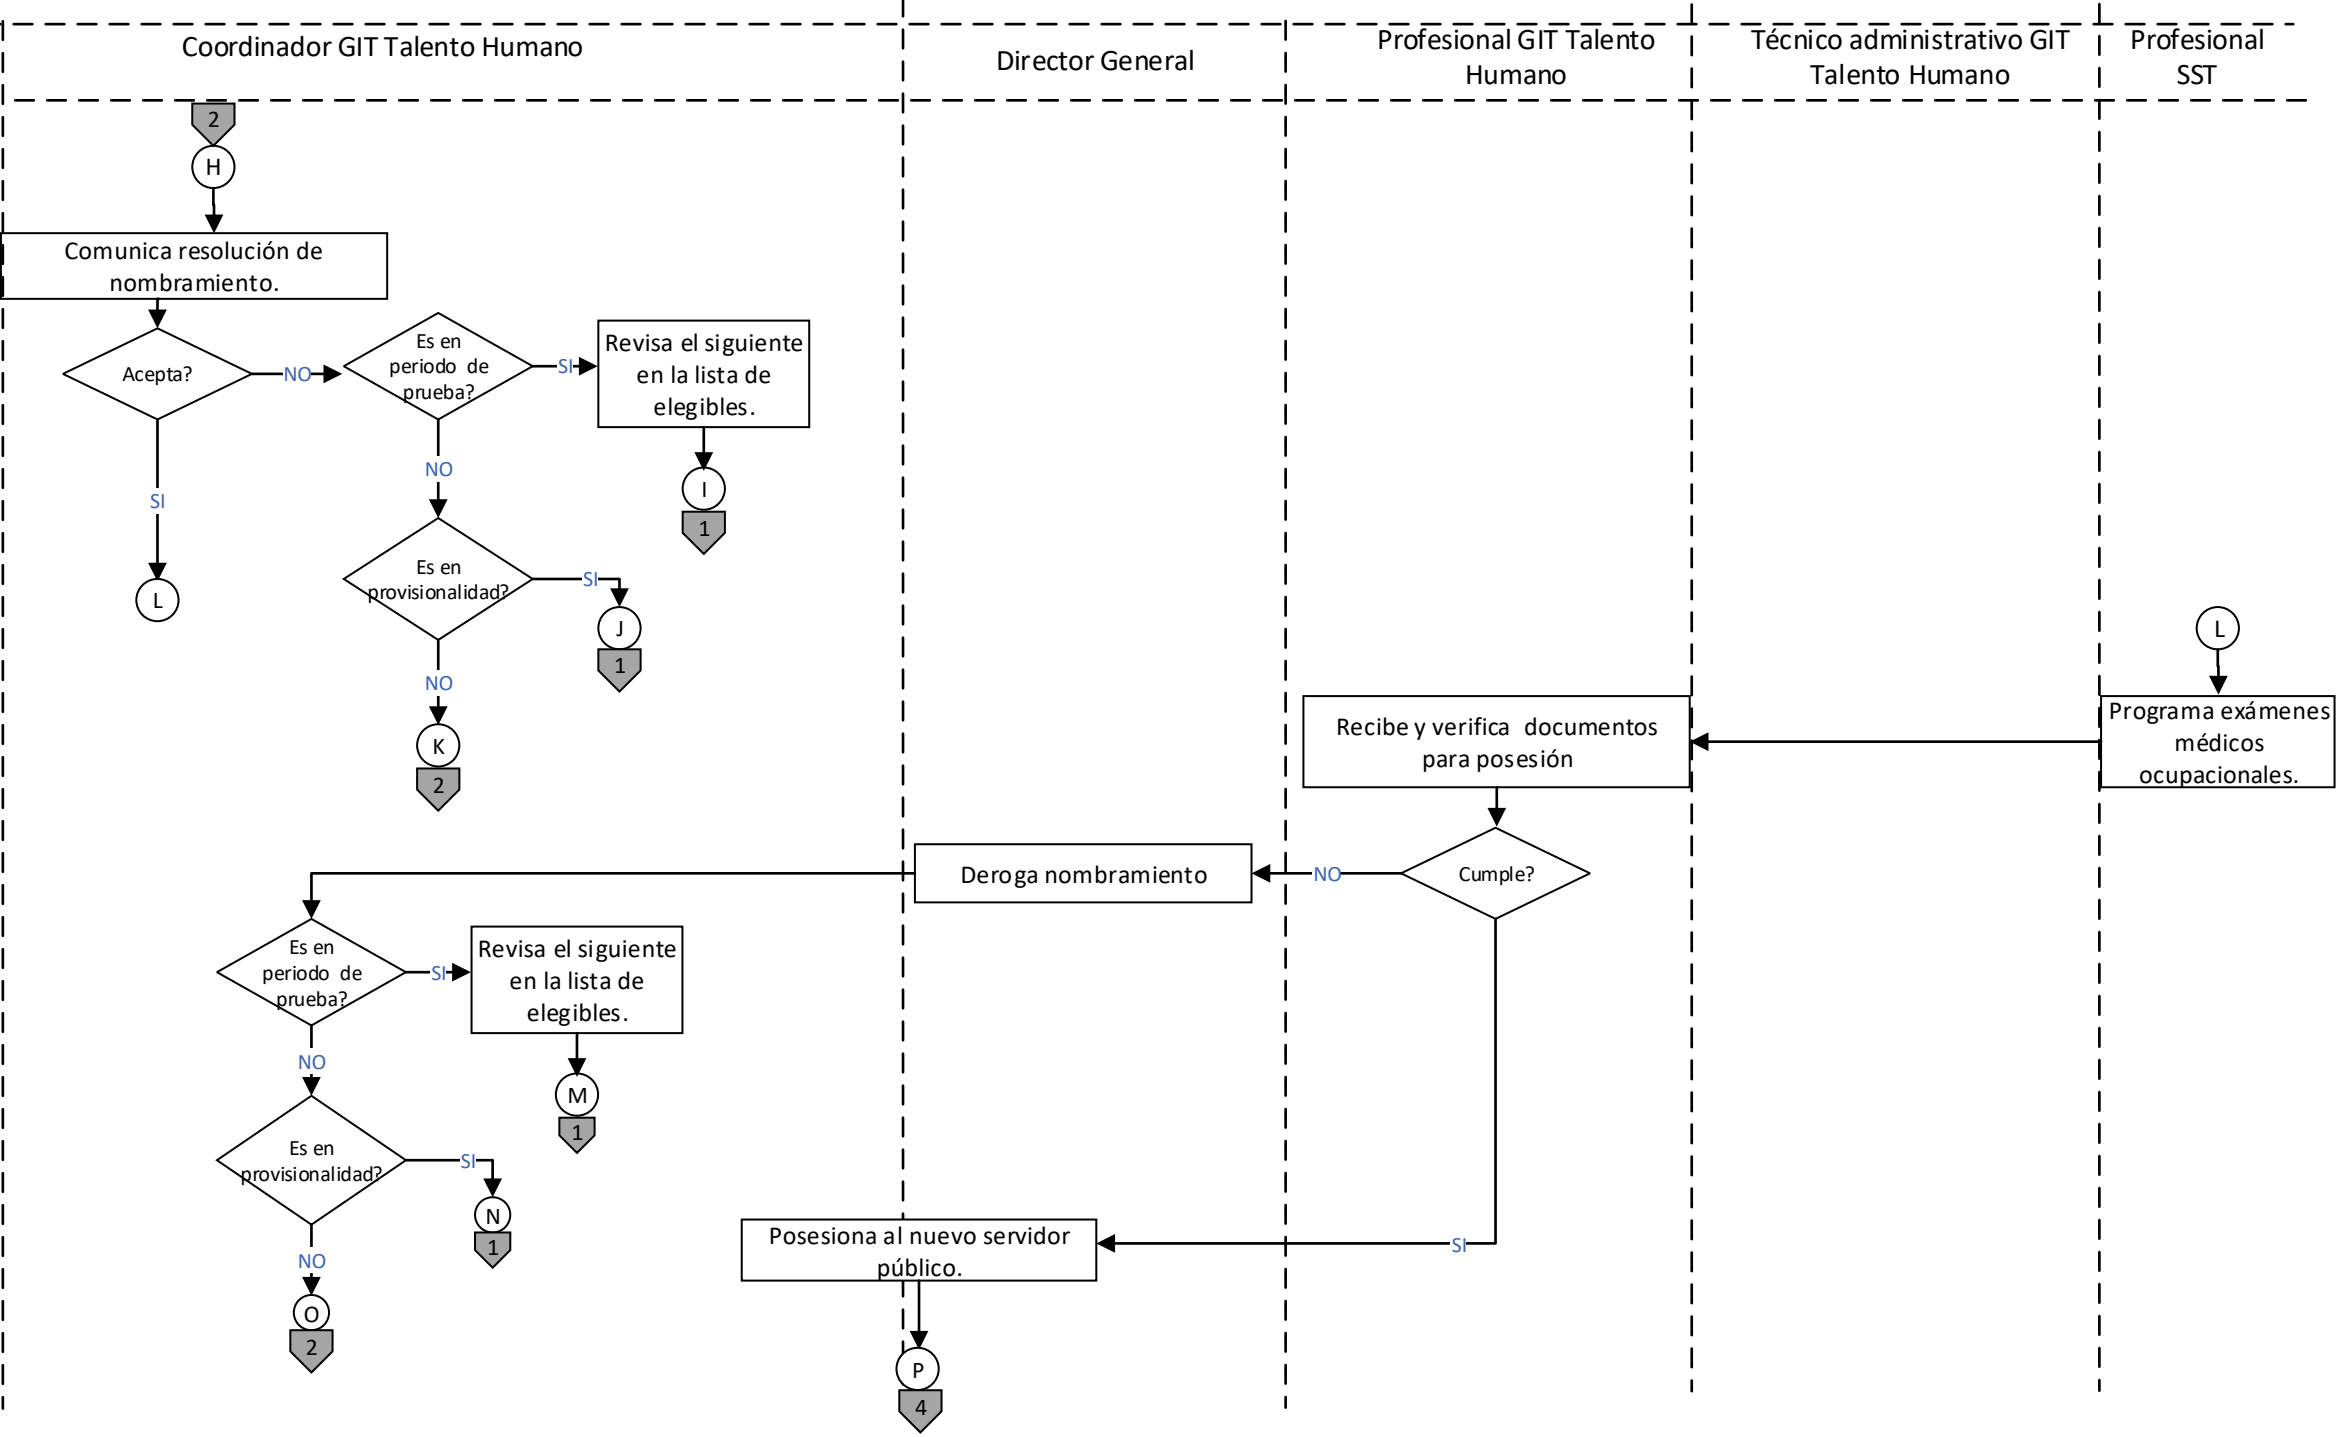 Coordinador GIT Talento Humano
Director General
Profesional GIT Talento
Humano
Técnico administrativo GIT
Talento Humano
Profesional
SST
2
H
Comunica resolución de
nombramiento.
Acepta?
NO
Es en
periodo de
prueba?
SI
Revisa el siguiente
en la lista de
elegibles.
NO
I
1
SI
Es en
provisionalidad?
SI
L
J
1
L
NO
K
2
Recibe y verifica documentos
para posesión
Programa exámenes
médicos
ocupacionales.
Deroga nombramiento
NO
Cumple?
Es en
periodo de
prueba?
SI
Revisa el siguiente
en la lista de
elegibles.
NO
M
1
Es en
provisionalidad?
SI
N
1
Posesiona al nuevo servidor
público.
SI
NO
O
2
P
4